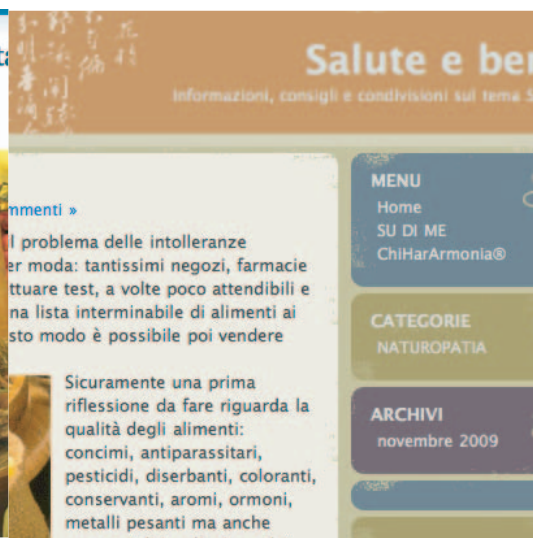 Salute e be
Informazioni, consigli e condivisioni sul tema S
mmenti »
l problema delle intolleranze
er moda: tantissimi negozi, farmacie
ttuare test, a volte poco attendibili e
na lista interminabile di alimenti ai
sto modo è possibile poi vendere
Sicuramente una prima
riflessione da fare riguarda la
qualità degli alimenti:
concimi, antiparassitari,
pesticidi, diserbanti, coloranti,
conservanti, aromi, ormoni,
metalli pesanti ma anche
MENU
Home
SU DI ME
ChiHarArmonia®
CATEGORIE
NATUROPATIA
ARCHIVI
novembre 2009